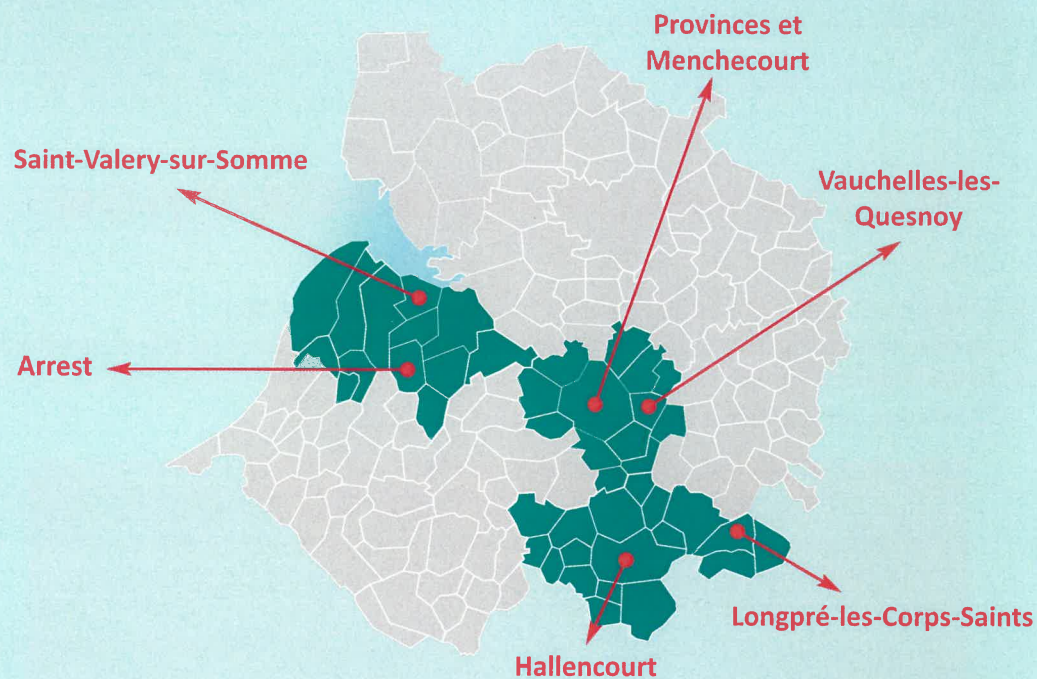 Provinces et
Menchecourt
Saint-Valery-sur-Somme
Vauchelles-les-
Quesnoy
Arrest
Longpré-les-Corps-Saints
Hallencourt